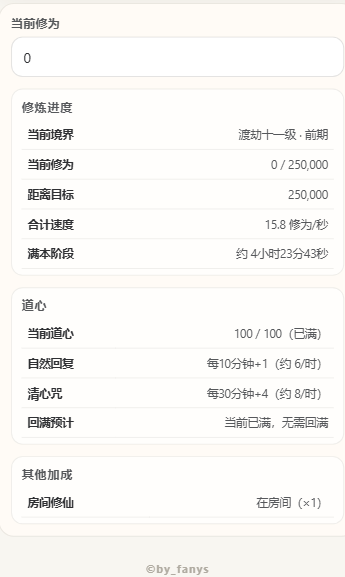 当前修为
0
修炼进度
当前境界 渡劫十一级 · 前期
当前修为 0 / 250,000
距离目标 250,000
合计速度 15.8 修为/秒
满本阶段 约 4小时23分43秒
道心
当前道心 100 / 100（已满）
自然回复 每10分钟+1（约 6/时）
清心咒 每30分钟+4（约 8/时）
回满预计 当前已满，无需回满
其他加成
房间修仙 在房间（×1）
©by_fanys